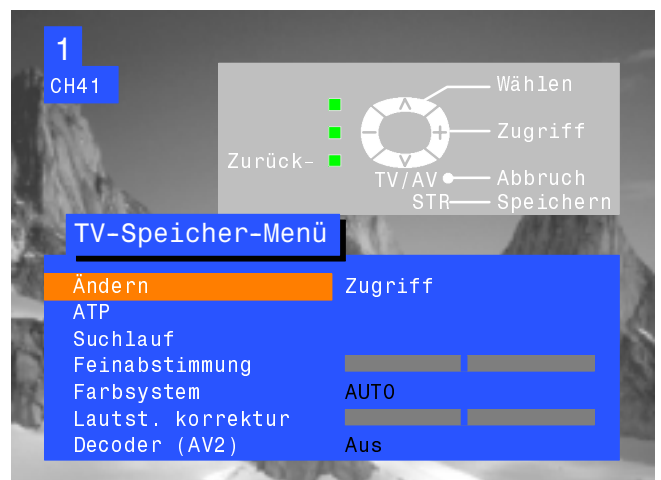 1
CH41
Wählen
Zugriff
Zurück–
TV/AV Abbruch
STR Speichern
TV–Speicher–Menü
Ändern Zugriff
ATP
Suchlauf
Feinabstimmung
Farbsystem AUTO
Lautst. korrektur
Decoder (AV2) Aus